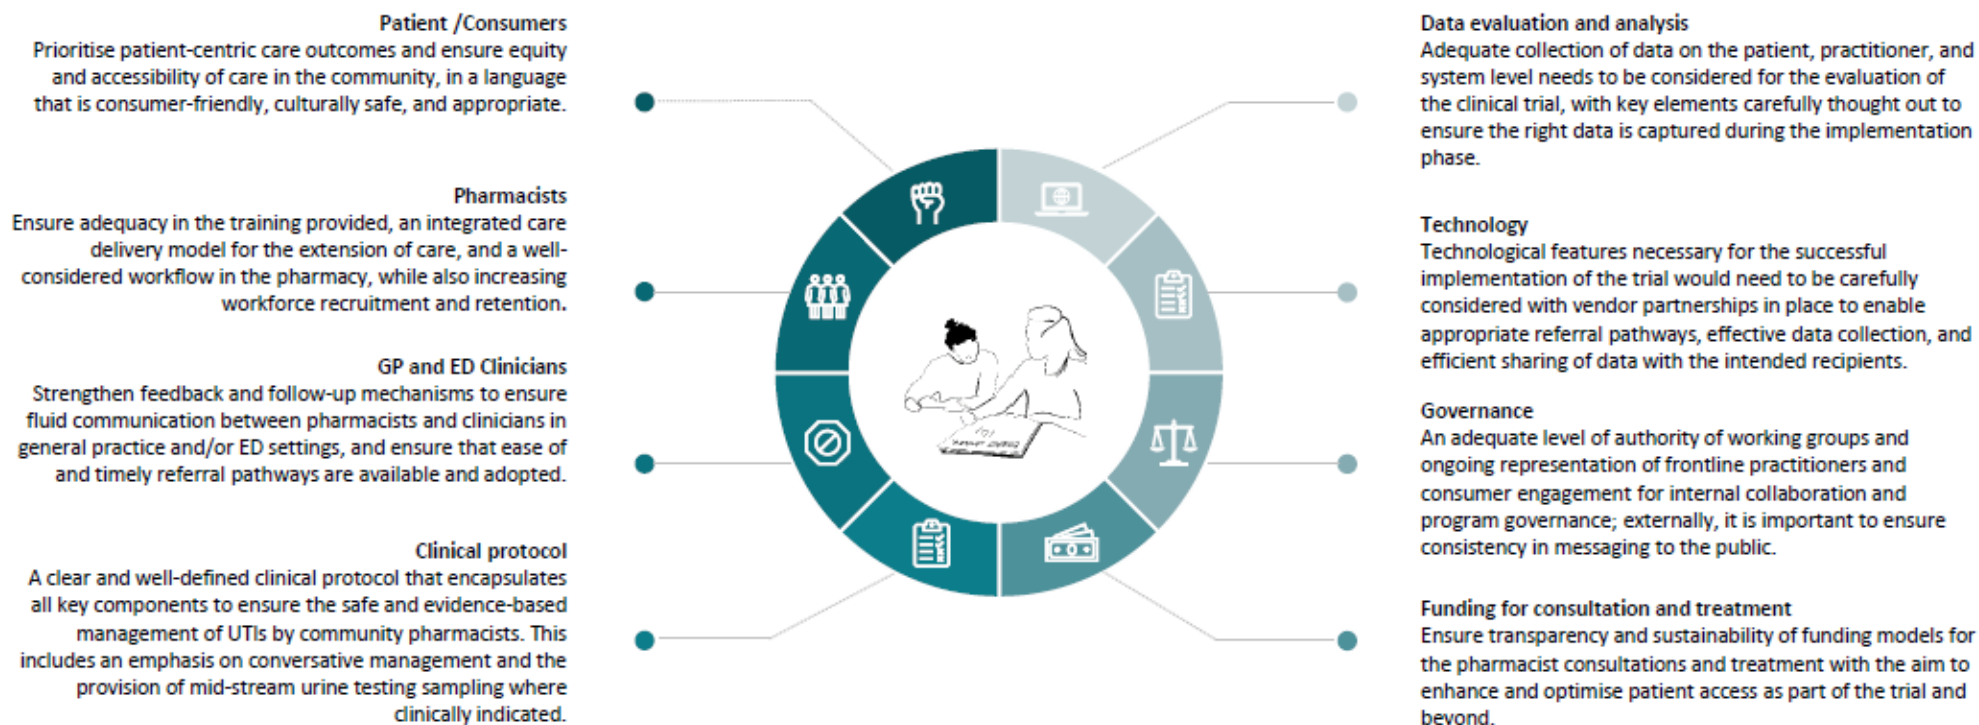 Patient /Consumers
Prioritise patient-centric care outcomes and ensure equity
and accessibility of care in the community, in a language
that is consumer-friendly, culturally safe, and appropriate.
Pharmacists
Ensure adequacy in the training provided, an integrated care
delivery model for the extension of care, and a well-
considered workflow in the pharmacy, while also increasing
workforce recruitment and retention.
GP and ED Clinicians
Strengthen feedback and follow-up mechanisms to ensure
fluid communication between pharmacists and clinicians in
general practice and/or ED settings, and ensure that ease of
and timely referral pathways are available and adopted.
Clinical protocol
A clear and well-defined clinical protocol that encapsulates
all key components to ensure the safe and evidence-based
management of UTIs by community pharmacists. This
includes an emphasis on conversative management and the
provision of mid-stream urine testing sampling where
clinically indicated.
Data evaluation and analysis
Adequate collection of data on the patient, practitioner, and
system level needs to be considered for the evaluation of
the clinical trial, with key elements carefully thought out to
ensure the right data is captured during the implementation
phase.
Technology
Technological features necessary for the successful
implementation of the trial would need to be carefully
considered with vendor partnerships in place to enable
appropriate referral pathways, effective data collection, and
efficient sharing of data with the intended recipients.
Governance
An adequate level of authority of working groups and
ongoing representation of frontline practitioners and
consumer engagement for internal collaboration and
program governance; externally, it is important to ensure
consistency in messaging to the public.
Funding for consultation and treatment
Ensure transparency and sustainability of funding models for
the pharmacist consultations and treatment with the aim to
enhance and optimise patient access as part of the trial and
beyond.